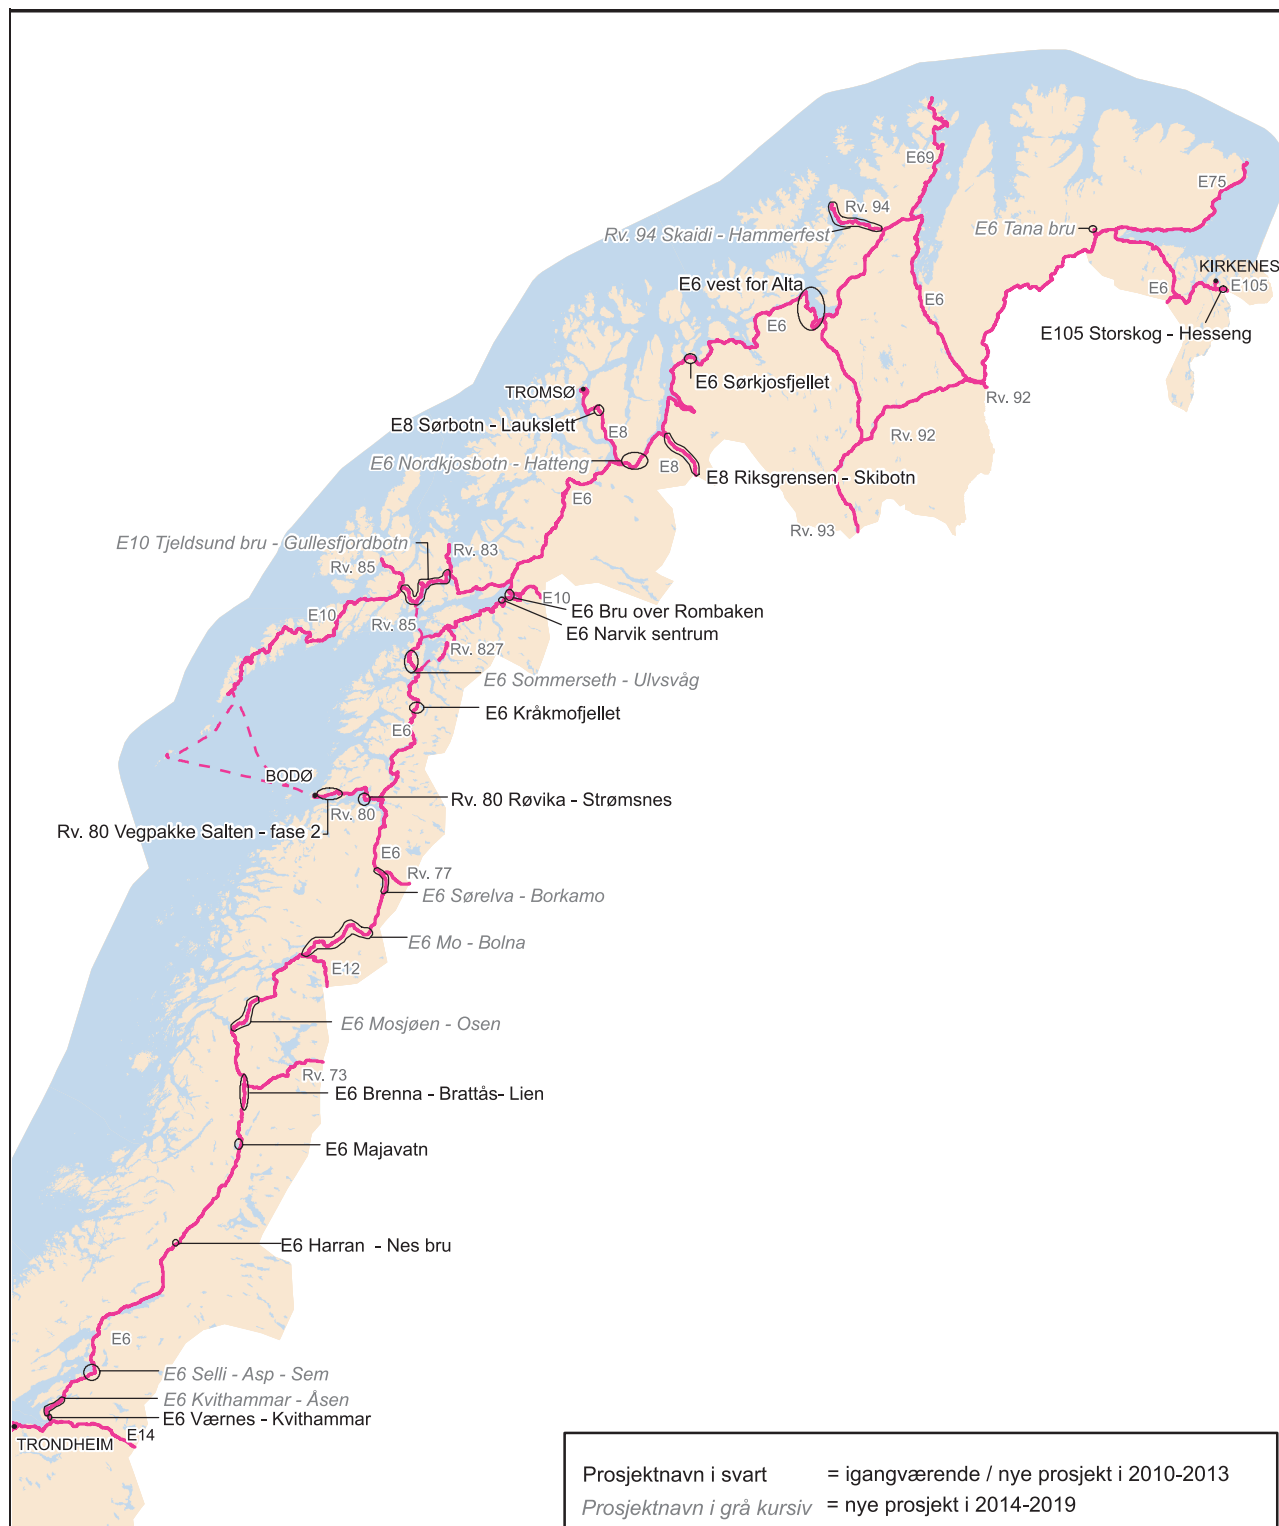 E69
E75
Rv. 94
Rv. 94 Skaidi - Hammerfest
E6 Tana bru
KIRKENES
E6 vest for Alta
E6
E6
E105
E6
E105 Storskog - Hesseng
E6 Sørkjosfjellet
TROMSØ
Rv. 92
E8 Sørbotn - Laukslett
E8
Rv. 92
E6 Nordkjosbotn - Hatteng
E8
E8 Riksgrensen - Skibotn
E6
Rv. 93
E10 Tjeldsund bru - Gullesfjordbotn
Rv. 83
Rv. 85
E10
E10
E6 Bru over Rombaken
Rv. 85
E6 Narvik sentrum
Rv. 827
E6 Sommerseth - Ulvsvåg
E6 Kråkmofjellet
E6
BODØ
Rv. 80 Røvika - Strømsnes
Rv. 80
Rv. 80 Vegpakke Salten - fase 2
E6
Rv. 77
E6 Sørelva - Borkamo
E6 Mo - Bolna
E12
E6 Mosjøen - Osen
Rv. 73
E6 Brenna - Brattås- Lien
E6 Majavatn
E6 Harran - Nes bru
E6
E6 Selli - Asp - Sem
E6 Kvithammar - Åsen
E6 Værnes - Kvithammar
E14
TRONDHEIM
Prosjektnavn i svart = igangværende / nye prosjekt i 2010-2013
Prosjektnavn i grå kursiv = nye prosjekt i 2014-2019